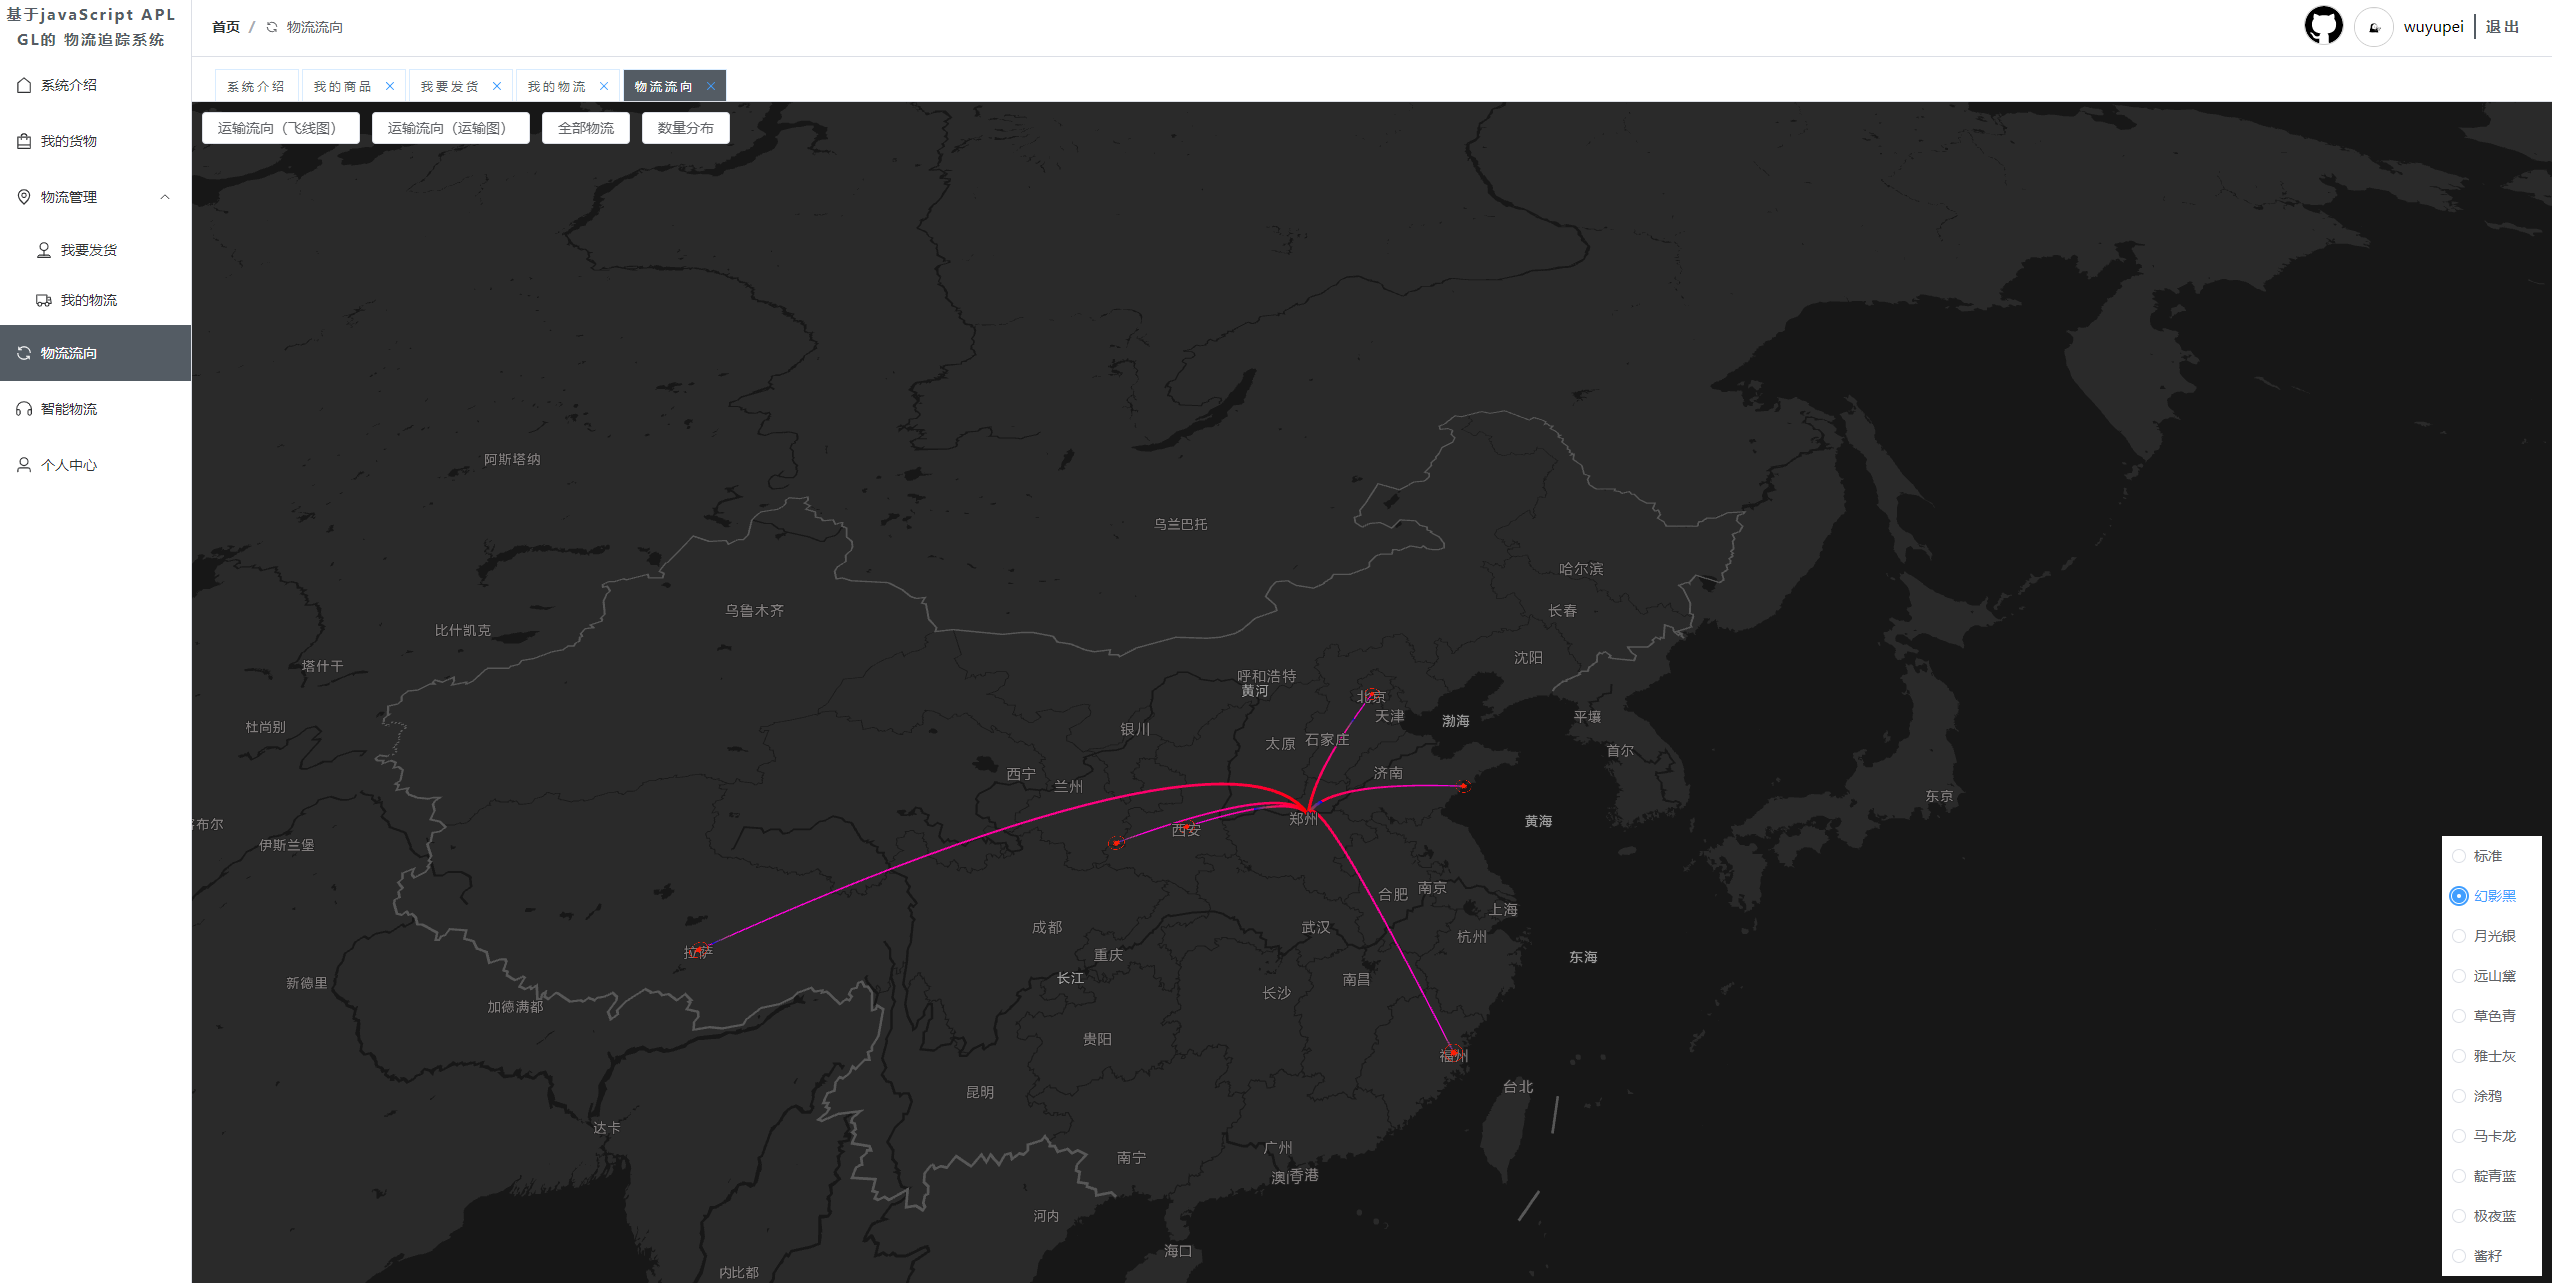 基于javaScript APL
GL的 物流追踪系统
系统介绍
我的货物
物流管理
我要发货
我的物流
物流流向
智能物流
个人中心
首页 / 物流流向
wuyupei 退出
系统介绍 我的商品 我要发货 我的物流 物流流向
运输流向（飞线图） 运输流向（运输图） 全部物流 数量分布
阿斯塔纳
乌兰巴托
哈尔滨
乌鲁木齐
长春
比什凯克
沈阳
塔什干
呼和浩特
黄河
北京
天津
平壤
渤海
杜尚别
银川
石家庄
太原
首尔
西宁
济南
兰州
东京
郑州
黄海
布尔
西安
伊斯兰堡
南京
合肥
上海
成都
武汉
杭州
拉萨
重庆
东海
长江
南昌
新德里
长沙
加德满都
贵阳
福州
台北
昆明
达卡
广州
南宁
香港
澳门
河内
海口
内比都
标准
幻影黑
月光银
远山黛
草色青
雅士灰
涂鸦
马卡龙
靛青蓝
极夜蓝
酱籽